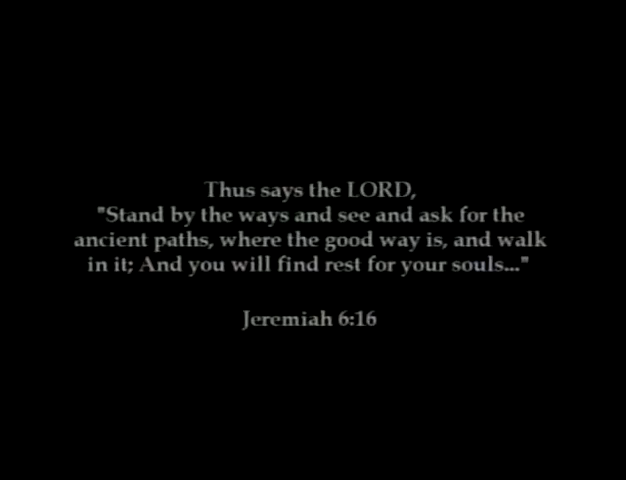 Thus says the LORD,
"Stand by the ways and see and ask for the
ancient paths, where the good way is, and walk
in it; And you will find rest for your souls..."
Jeremiah 6:16